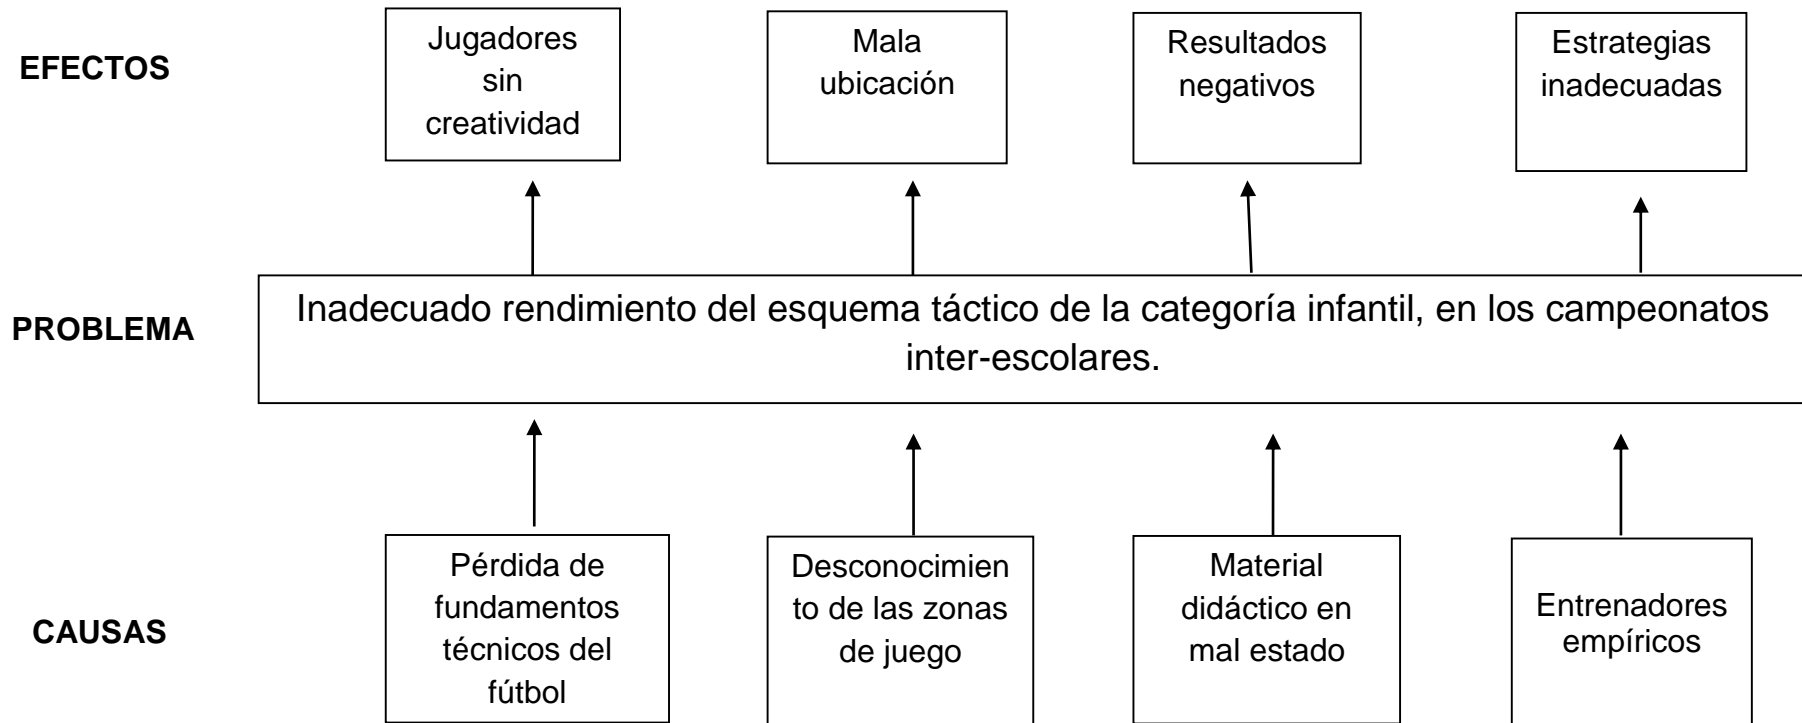 EFECTOS
Jugadores
sin
creatividad
Mala
ubicación
Resultados
negativos
Estrategias
inadecuadas
PROBLEMA
Inadecuado rendimiento del esquema táctico de la categoría infantil, en los campeonatos
inter-escolares.
CAUSAS
Pérdida de
fundamentos
técnicos del
fútbol
Desconocimien
to de las zonas
de juego
Material
didáctico en
mal estado
Entrenadores
empíricos